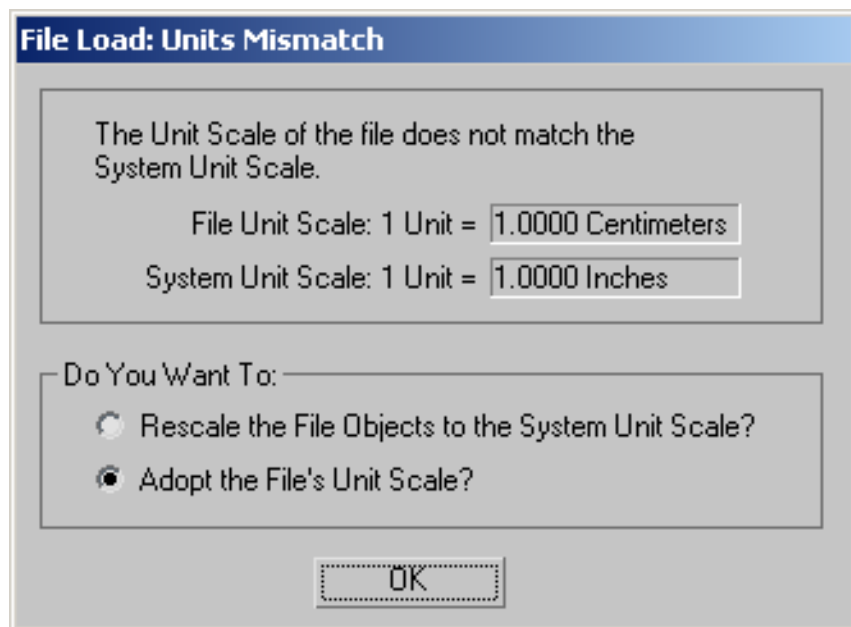 File Load: Units Mismatch
The Unit Scale of the file does not match the
System Unit Scale.
File Unit Scale: 1 Unit = 1.0000 Centimeters
System Unit Scale: 1 Unit = 1.0000 Inches
Do You Want To:
Rescale the File Objects to the System Unit Scale?
Adopt the File's Unit Scale?
OK